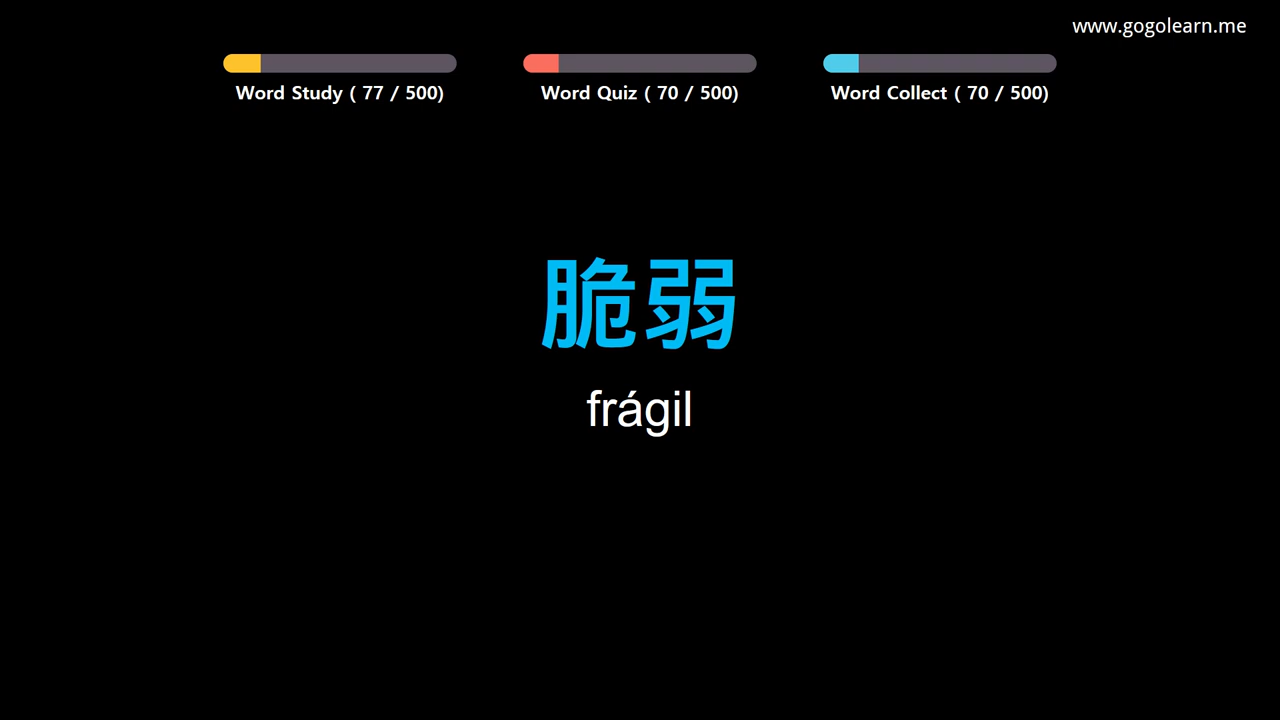 www.gogolearn.me
Word Study ( 77 / 500)
Word Quiz ( 70 / 500)
Word Collect ( 70 / 500)
脆弱
frágil